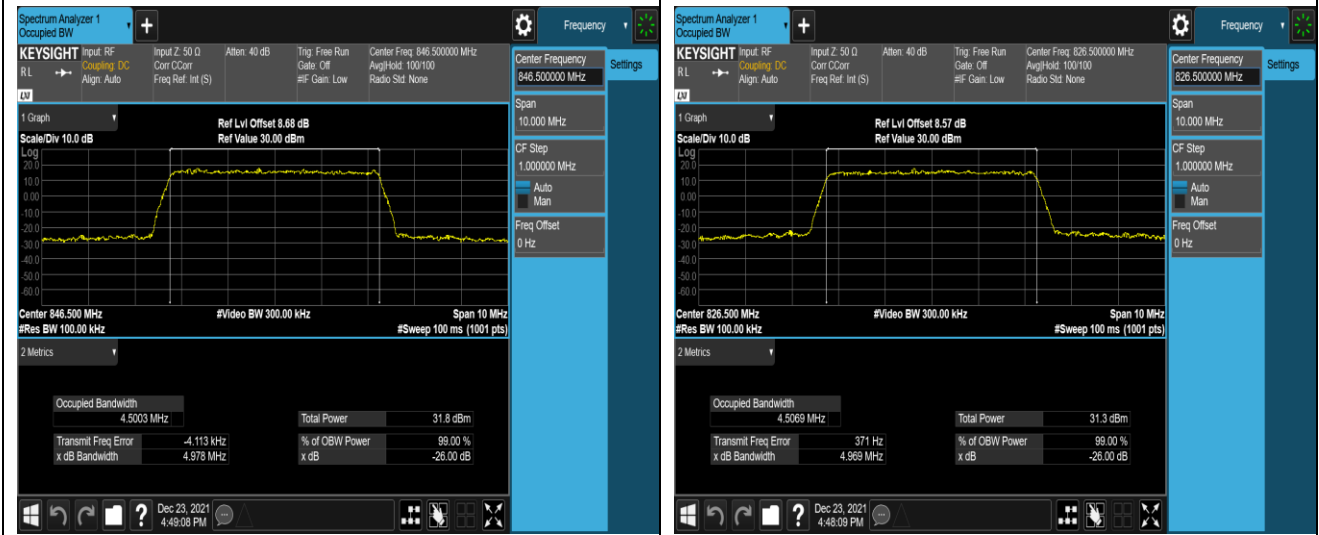 Spectrum Analyzer 1
Occupied BW
Frequency
KEYSIGHT Input: RF Input Z: 50 Ω Atten: 40 dB Trig: Free Run Center Freq: 846.500000 MHz
RL Coupling: DC Corr CCorr Gate: Off Avg|Hold: 100/100
Align: Auto Freq Ref: Int (S) #IF Gain: Low Radio Std: None
LXI
Center Frequency
846.500000 MHz
Settings
Span
10.000 MHz
CF Step
1.000000 MHz
Auto
Man
Freq Offset
0 Hz
1 Graph
Ref Lvl Offset 8.68 dB
Scale/Div 10.0 dB Ref Value 30.00 dBm
Log
20.0
10.0
0.00
-10.0
-20.0
-30.0
-40.0
-50.0
-60.0
Center 846.500 MHz #Video BW 300.00 kHz Span 10 MHz
#Res BW 100.00 kHz #Sweep 100 ms (1001 pts)
2 Metrics
Occupied Bandwidth
4.5003 MHz
Total Power 31.8 dBm
Transmit Freq Error -4.113 kHz % of OBW Power 99.00 %
x dB Bandwidth 4.978 MHz x dB -26.00 dB
?
Dec 23, 2021
4:49:08 PM
Spectrum Analyzer 1
Occupied BW
Frequency
KEYSIGHT Input: RF Input Z: 50 Ω Atten: 40 dB Trig: Free Run Center Freq: 826.500000 MHz
RL Coupling: DC Corr CCorr Gate: Off Avg|Hold: 100/100
Align: Auto Freq Ref: Int (S) #IF Gain: Low Radio Std: None
LXI
Center Frequency
826.500000 MHz
Settings
Span
10.000 MHz
CF Step
1.000000 MHz
Auto
Man
Freq Offset
0 Hz
1 Graph
Ref Lvl Offset 8.57 dB
Scale/Div 10.0 dB Ref Value 30.00 dBm
Log
20.0
10.0
0.00
-10.0
-20.0
-30.0
-40.0
-50.0
-60.0
Center 826.500 MHz #Video BW 300.00 kHz Span 10 MHz
#Res BW 100.00 kHz #Sweep 100 ms (1001 pts)
2 Metrics
Occupied Bandwidth
4.5069 MHz
Total Power 31.3 dBm
Transmit Freq Error 371 Hz % of OBW Power 99.00 %
x dB Bandwidth 4.969 MHz x dB -26.00 dB
?
Dec 23, 2021
4:48:09 PM